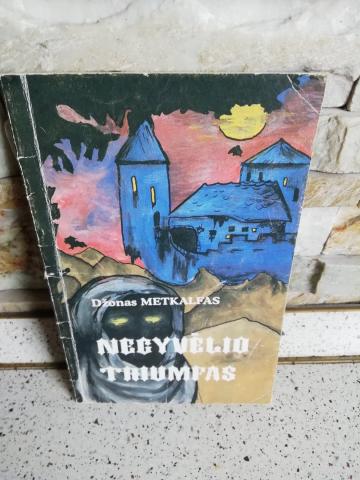 Džonas METKALFAS
NEGYVĖLIO
TRIUMFAS